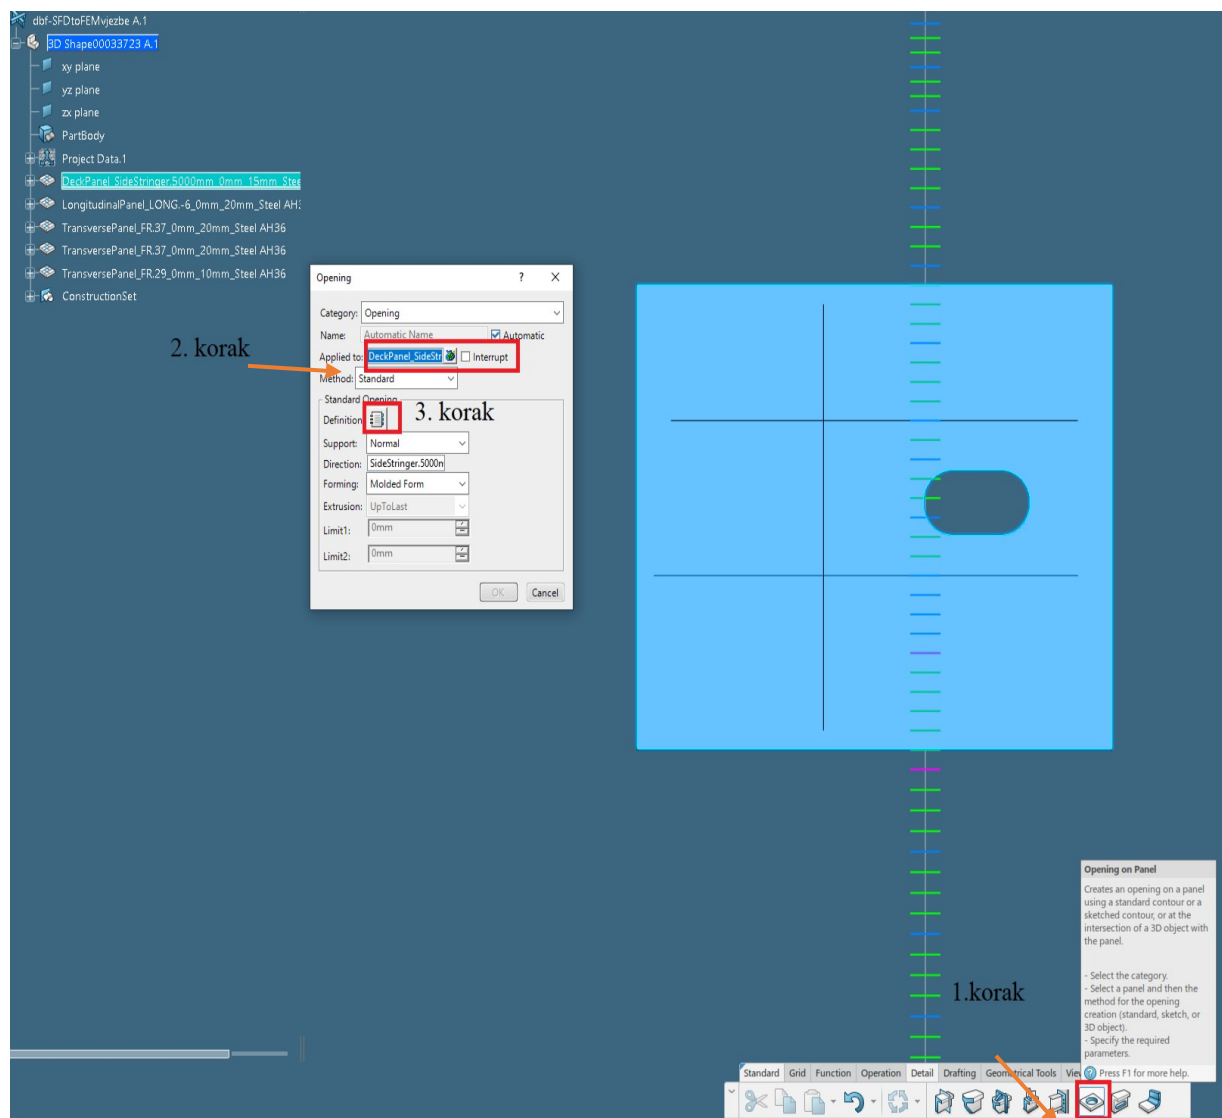 dbf-SFDtoFEMvjezbe A.1
3D Shape00033723 A.1
xy plane
yz plane
zx plane
PartBody
Project Data.1
DeckPanel_SideStringer.5000mm_0mm_15mm_Stee
LongitudinalPanel_LONG.-6_0mm_20mm_Steel AH:
TransversePanel_FR.37_0mm_20mm_Steel AH36
TransversePanel_FR.37_0mm_20mm_Steel AH36
TransversePanel_FR.29_0mm_10mm_Steel AH36
ConstructionSet
2. korak
Opening ? X
Category: Opening
Name: Automatic Name Automatic
Applied to: DeckPanel_SideStr Interrupt
Method: Standard
Standard Opening
Definition
3. korak
Support: Normal
Direction: SideStringer.5000n
Forming: Molded Form
Extrusion: UpToLast
Limit1: 0mm
Limit2: 0mm
OK Cancel
1.korak
Opening on Panel
Creates an opening on a panel
using a standard contour or a
sketched contour, or at the
intersection of a 3D object with
the panel.
- Select the category.
- Select a panel and then the
method for the opening
creation (standard, sketch, or
3D object).
- Specify the required
parameters.
Press F1 for more help.
Standard Grid Function Operation Detail Drafting Geometrical Tools Vie